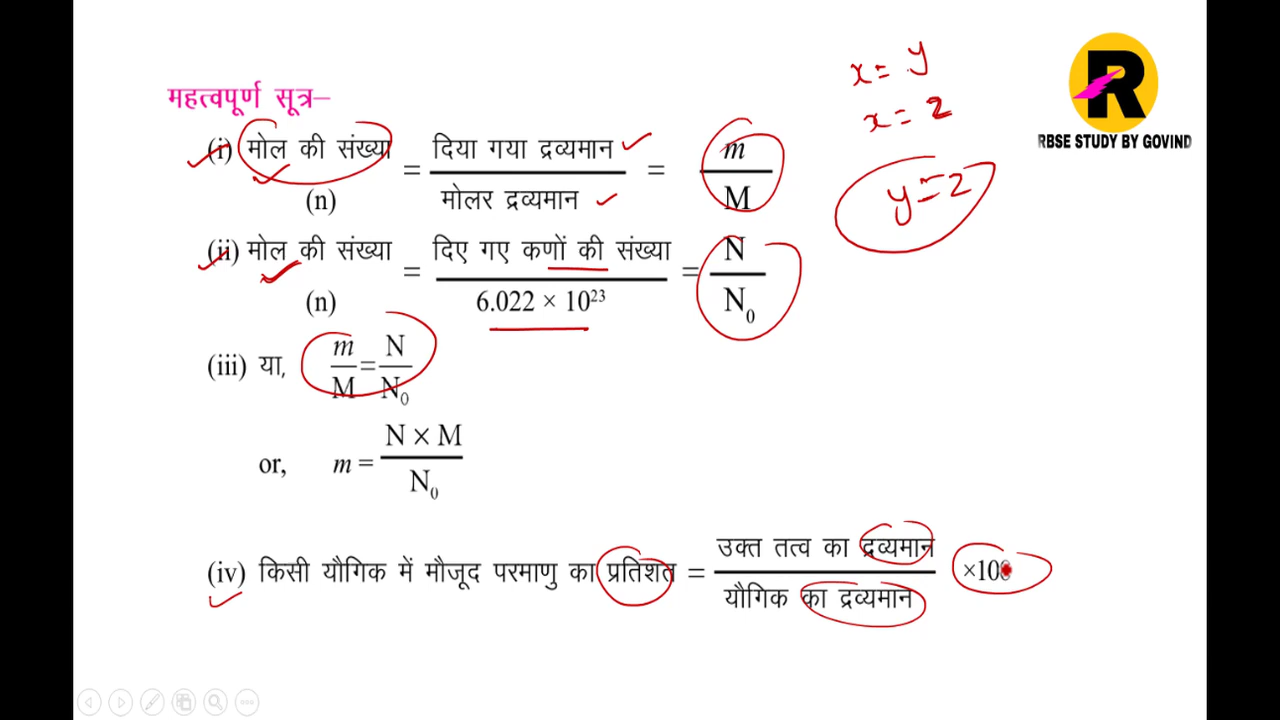 महत्वपूर्ण सूत्र–
(i) मोल की संख्या (n) = दिया गया द्रव्यमान / मोलर द्रव्यमान = m / M
(ii) मोल की संख्या (n) = दिए गए कणों की संख्या / 6.022 × 10²³ = N / N₀
(iii) या, m / M = N / N₀
or, m = N × M / N₀
(iv) किसी यौगिक में मौजूद परमाणु का प्रतिशत = उक्त तत्व का द्रव्यमान / यौगिक का द्रव्यमान ×100
x = y
x = 2
y = 2
R
RBSE STUDY BY GOVIND